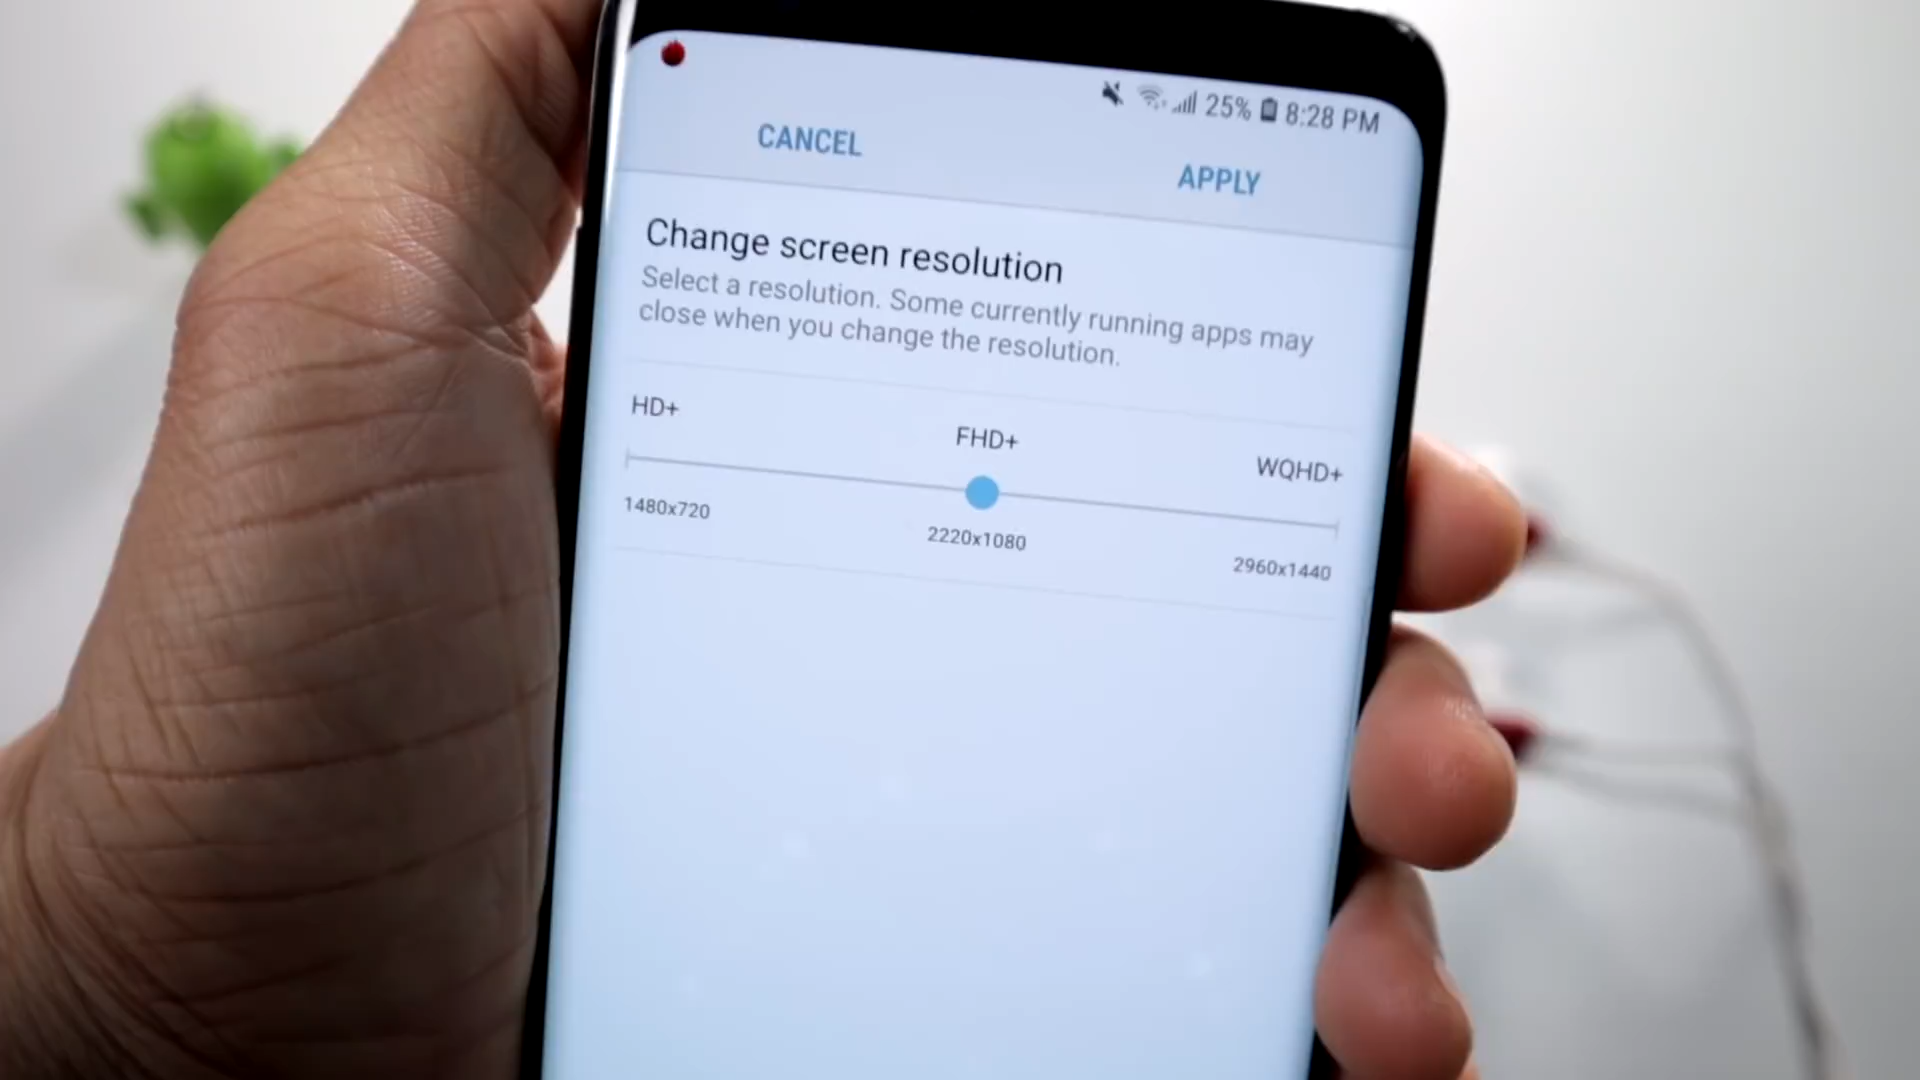 25% 8:28 PM
CANCEL APPLY
Change screen resolution
Select a resolution. Some currently running apps may
close when you change the resolution.
HD+ FHD+ WQHD+
1480x720 2220x1080 2960x1440